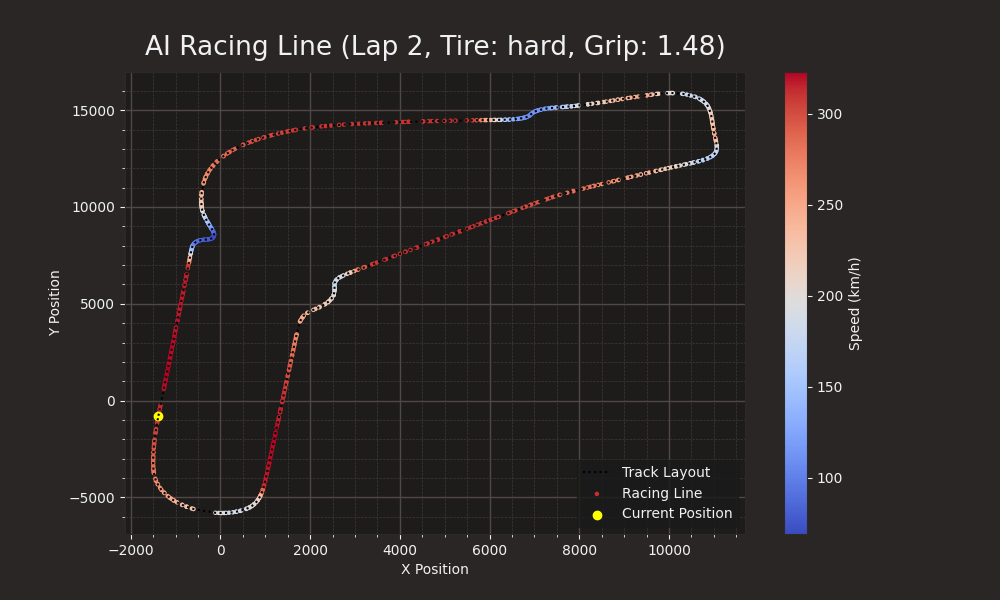 AI Racing Line (Lap 2, Tire: hard, Grip: 1.48)
15000
10000
5000
0
−5000
Y Position
−2000 0 2000 4000 6000 8000 10000
X Position
Track Layout
Racing Line
Current Position
300
250
200
150
100
Speed (km/h)